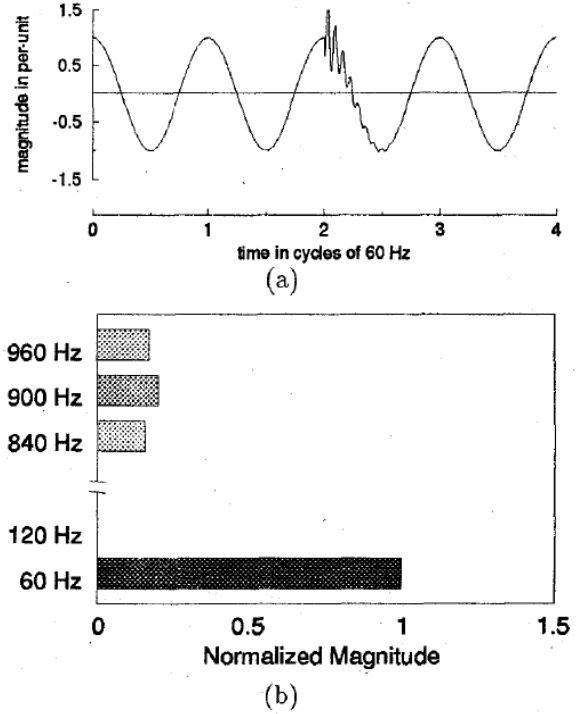 1.5
0.5
-0.5
-1.5
magnitude in per-unit
0 1 2 3 4
time in cycles of 60 Hz
(a)
960 Hz
900 Hz
840 Hz
120 Hz
60 Hz
0 0.5 1 1.5
Normalized Magnitude
(b)